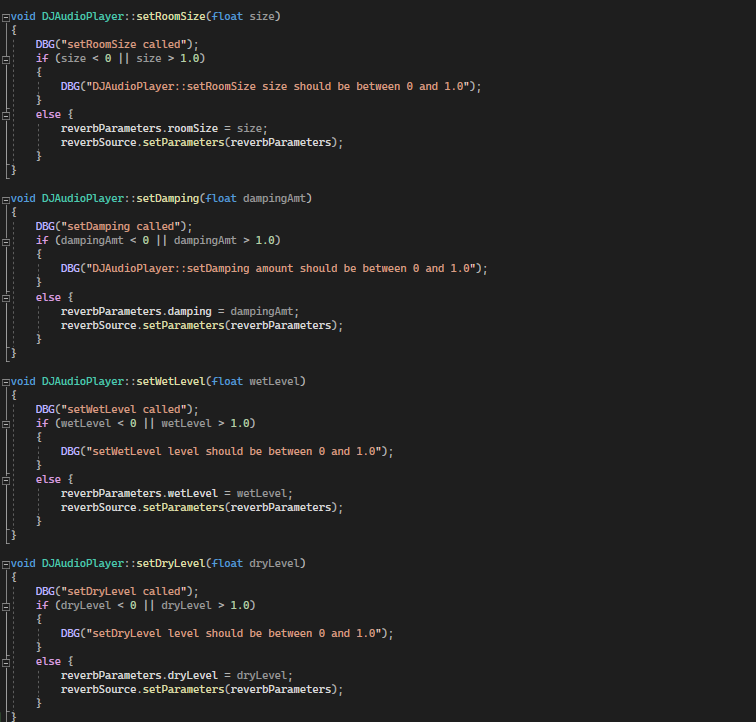 void DJAudioPlayer::setRoomSize(float size)
{
    DBG("setRoomSize called");
    if (size < 0 || size > 1.0)
    {
        DBG("DJAudioPlayer::setRoomSize size should be between 0 and 1.0");
    }
    else {
        reverbParameters.roomSize = size;
        reverbSource.setParameters(reverbParameters);
    }
}
void DJAudioPlayer::setDamping(float dampingAmt)
{
    DBG("setDamping called");
    if (dampingAmt < 0 || dampingAmt > 1.0)
    {
        DBG("DJAudioPlayer::setDamping amount should be between 0 and 1.0");
    }
    else {
        reverbParameters.damping = dampingAmt;
        reverbSource.setParameters(reverbParameters);
    }
}
void DJAudioPlayer::setWetLevel(float wetLevel)
{
    DBG("setWetLevel called");
    if (wetLevel < 0 || wetLevel > 1.0)
    {
        DBG("setWetLevel level should be between 0 and 1.0");
    }
    else {
        reverbParameters.wetLevel = wetLevel;
        reverbSource.setParameters(reverbParameters);
    }
}
void DJAudioPlayer::setDryLevel(float dryLevel)
{
    DBG("setDryLevel called");
    if (dryLevel < 0 || dryLevel > 1.0)
    {
        DBG("setDryLevel level should be between 0 and 1.0");
    }
    else {
        reverbParameters.dryLevel = dryLevel;
        reverbSource.setParameters(reverbParameters);
    }
}